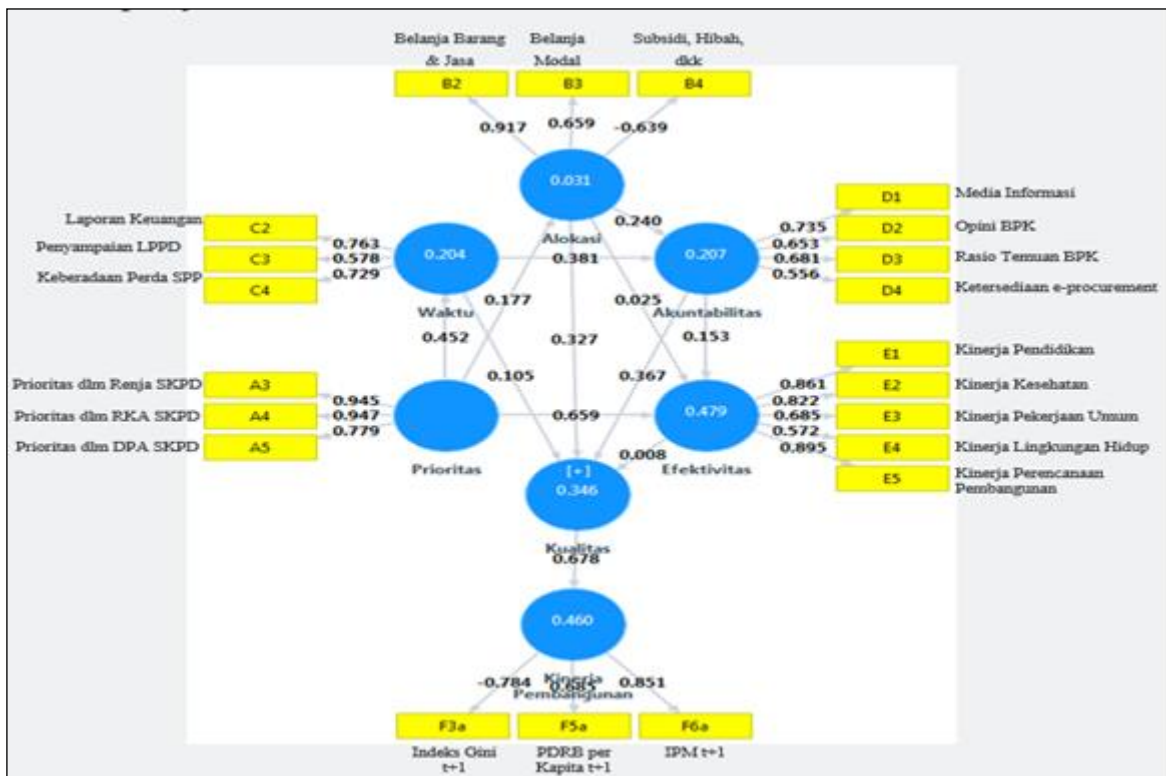 Belanja Barang
& Jasa
Belanja
Modal
Subsidi, Hibah,
dkk
B2
B3
B4
0.917
0.659
-0.639
0.031
Alokasi
0.240
Laporan Keuangan
C2
Penyampaian LPPD
C3
Keberadaan Perda SPP
C4
0.763
0.578
0.729
0.204
Waktu
0.381
0.207
Akuntabilitas
0.735
0.653
0.681
0.556
D1
Media Informasi
D2
Opini BPK
D3
Rasio Temuan BPK
D4
Ketersediaan e-procurement
0.177
0.025
0.452
0.327
0.153
0.105
0.367
Prioritas dlm Renja SKPD
A3
Prioritas dlm RKA SKPD
A4
Prioritas dlm DPA SKPD
A5
0.945
0.947
0.779
Prioritas
0.659
0.479
Efektivitas
0.008
0.861
0.822
0.685
0.572
0.895
E1
Kinerja Pendidikan
E2
Kinerja Kesehatan
E3
Kinerja Pekerjaan Umum
E4
Kinerja Lingkungan Hidup
E5
Kinerja Perencanaan
Pembangunan
[+]
0.346
Kualitas
0.678
0.460
Kinerja
Pembangunan
-0.784
0.685
0.851
F3a
F5a
F6a
Indeks Gini
t+1
PDRB per
Kapita t+1
IPM t+1